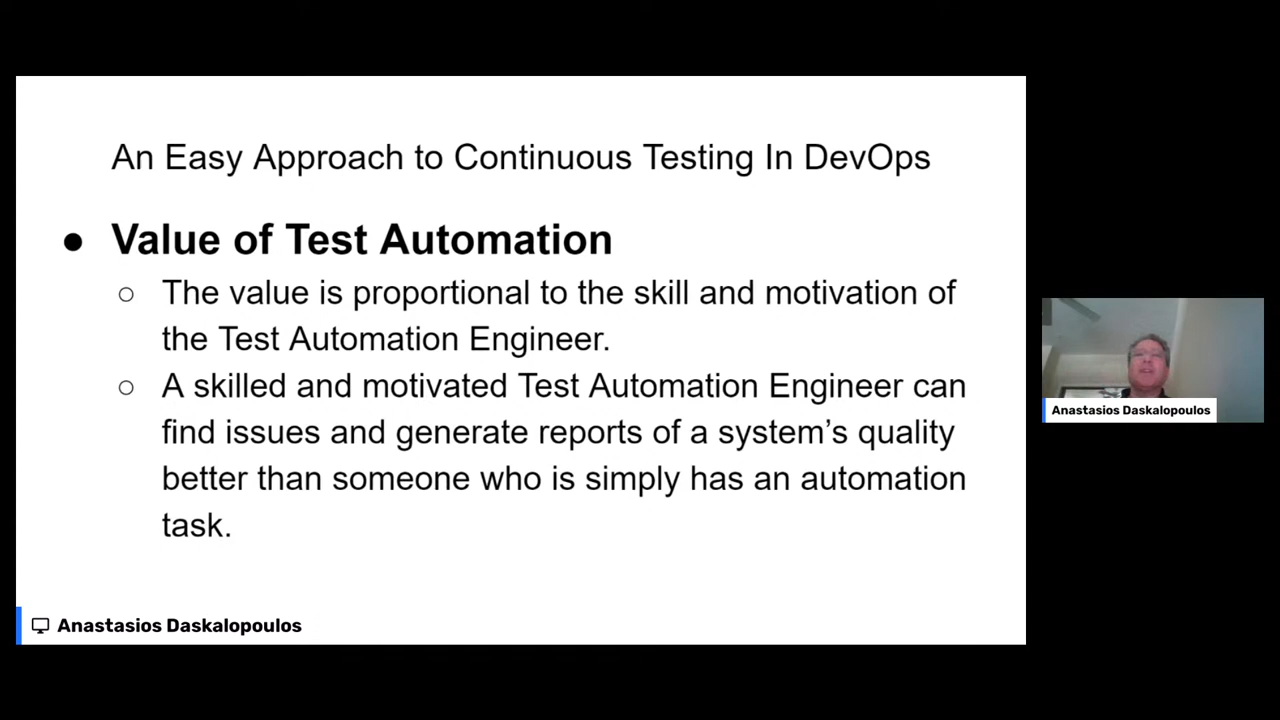 An Easy Approach to Continuous Testing In DevOps
● Value of Test Automation
○ The value is proportional to the skill and motivation of
the Test Automation Engineer.
○ A skilled and motivated Test Automation Engineer can
find issues and generate reports of a system’s quality
better than someone who is simply has an automation
task.
Anastasios Daskalopoulos
Anastasios Daskalopoulos